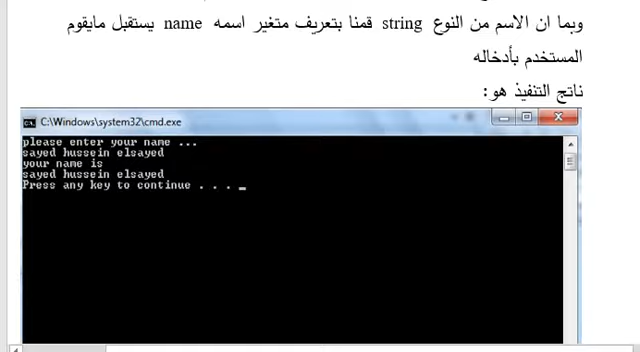 وبما ان الاسم من النوع string قمنا بتعريف متغير اسمه name يستقبل مايقوم
المستخدم بأدخاله
ناتج التنفيذ هو:
C:\Windows\system32\cmd.exe
please enter your name ...
sayed hussein elsayed
your name is
sayed hussein elsayed
Press any key to continue . . . _